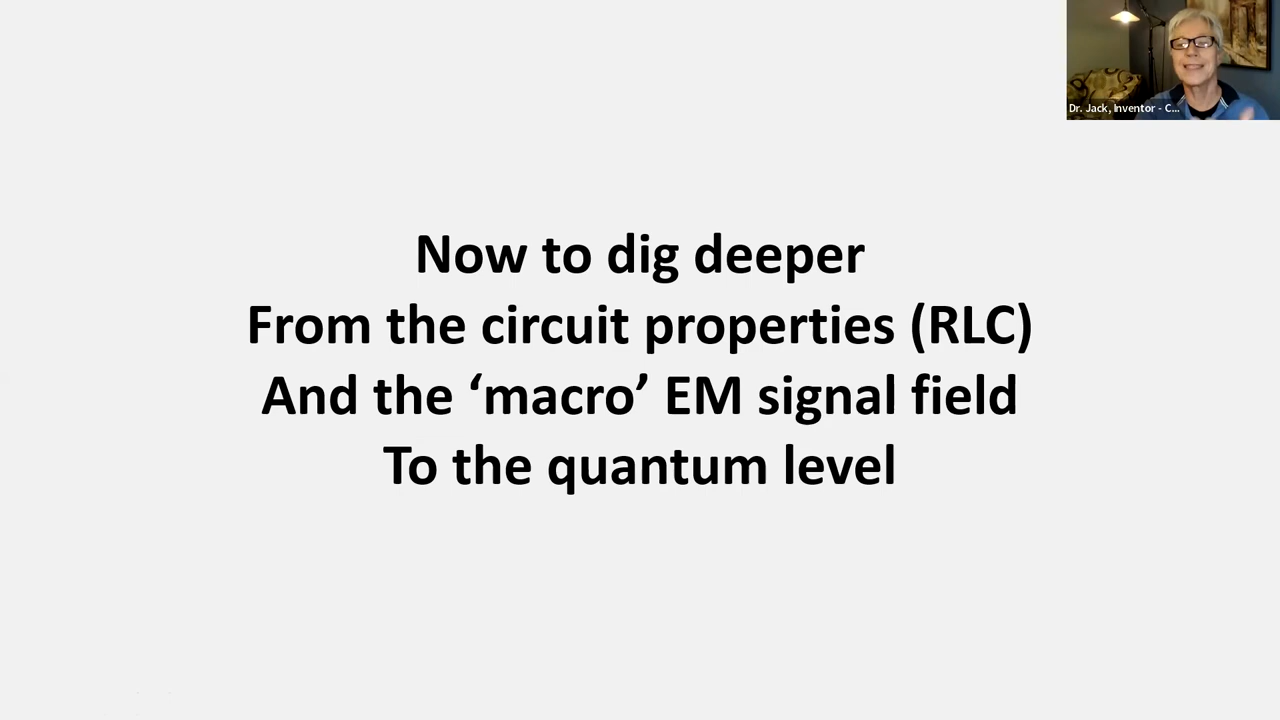 Dr. Jack, Inventor - C...
Now to dig deeper
From the circuit properties (RLC)
And the ‘macro’ EM signal field
To the quantum level